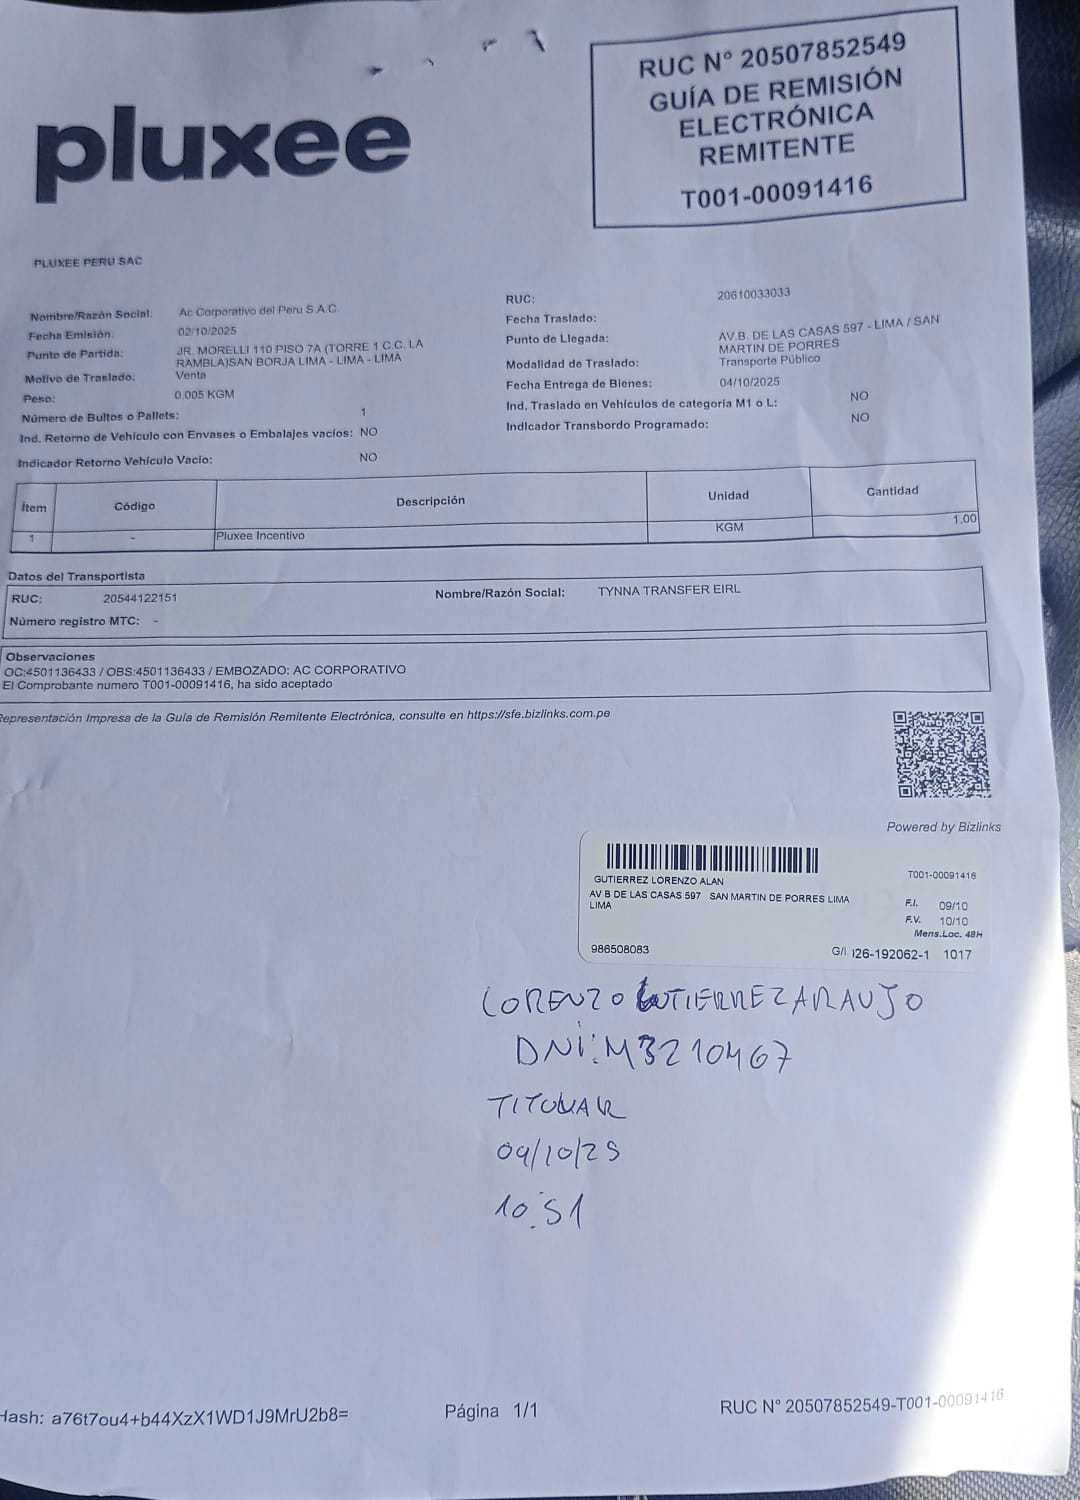 RUC N° 20507852549
GUÍA DE REMISIÓN
ELECTRÓNICA
REMITENTE
T001-00091416
pluxee
PLUXEE PERU SAC
Nombre/Razón Social: Ac Corporativo del Peru S.A.C.
Fecha Emisión: 02/10/2025
Punto de Partida: JR. MORELLI 110 PISO 7A (TORRE 1 C.C. LA
RAMBLA)SAN BORJA LIMA - LIMA - LIMA
Motivo de Traslado: Venta
Peso: 0.005 KGM
Número de Bultos o Pallets: 1
Ind. Retorno de Vehículo con Envases o Embalajes vacíos: NO
Indicador Retorno Vehículo Vacío: NO
RUC: 20610033033
Fecha Traslado:
Punto de Llegada: AV.B. DE LAS CASAS 597 - LIMA / SAN
MARTIN DE PORRES
Modalidad de Traslado: Transporte Público
Fecha Entrega de Bienes: 04/10/2025
Ind. Traslado en Vehículos de categoría M1 o L: NO
Indicador Transbordo Programado: NO
Ítem Código Descripción Unidad Cantidad
1 - Pluxee Incentivo KGM 1.00
Datos del Transportista
RUC: 20544122151 Nombre/Razón Social: TYNNA TRANSFER EIRL
Número registro MTC: -
Observaciones
OC:4501136433 / OBS:4501136433 / EMBOZADO: AC CORPORATIVO
El Comprobante numero T001-00091416, ha sido aceptado
Representación Impresa de la Guía de Remisión Remitente Electrónica, consulte en https://sfe.bizlinks.com.pe
Powered by Bizlinks
GUTIERREZ LORENZO ALAN T001-00091416
AV B DE LAS CASAS 597 SAN MARTIN DE PORRES LIMA
LIMA
F.I. 09/10
F.V. 10/10
Mens.Loc. 48H
986508083 G/I 026-192062-1 1017
LORENZO GUTIERREZ ARAUJO
DNI: 43210467
TITULAR
09/10/25
10:51
Hash: a76t7ou4+b44XzX1WD1J9MrU2b8=
Página 1/1
RUC N° 20507852549-T001-00091416